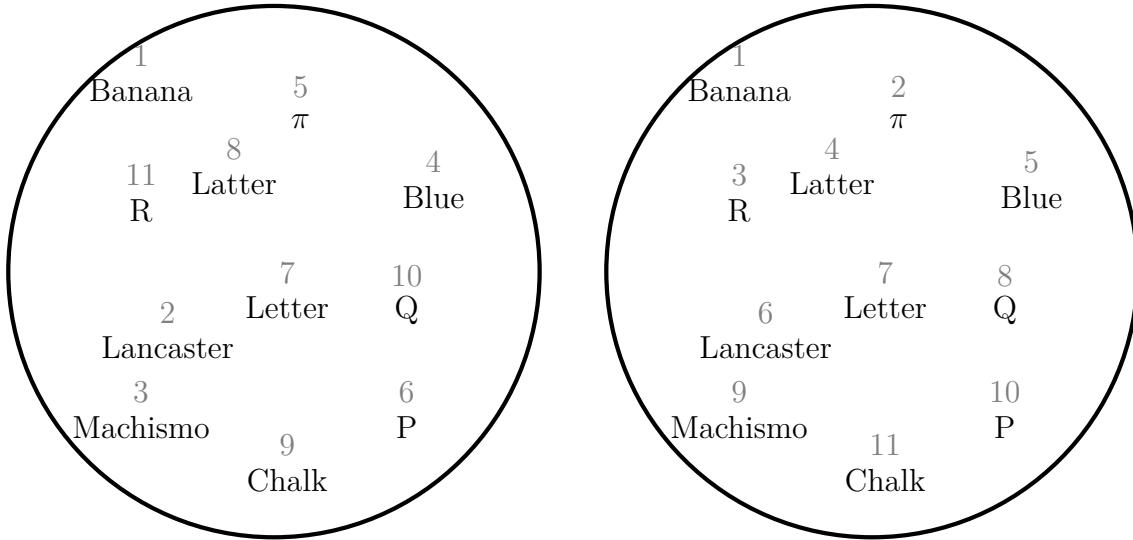 1
Banana
5
π
8
Latter
4
Blue
11
R
7
Letter
10
Q
2
Lancaster
3
Machismo
6
P
9
Chalk
1
Banana
2
π
4
Latter
5
Blue
3
R
7
Letter
8
Q
6
Lancaster
9
Machismo
10
P
11
Chalk